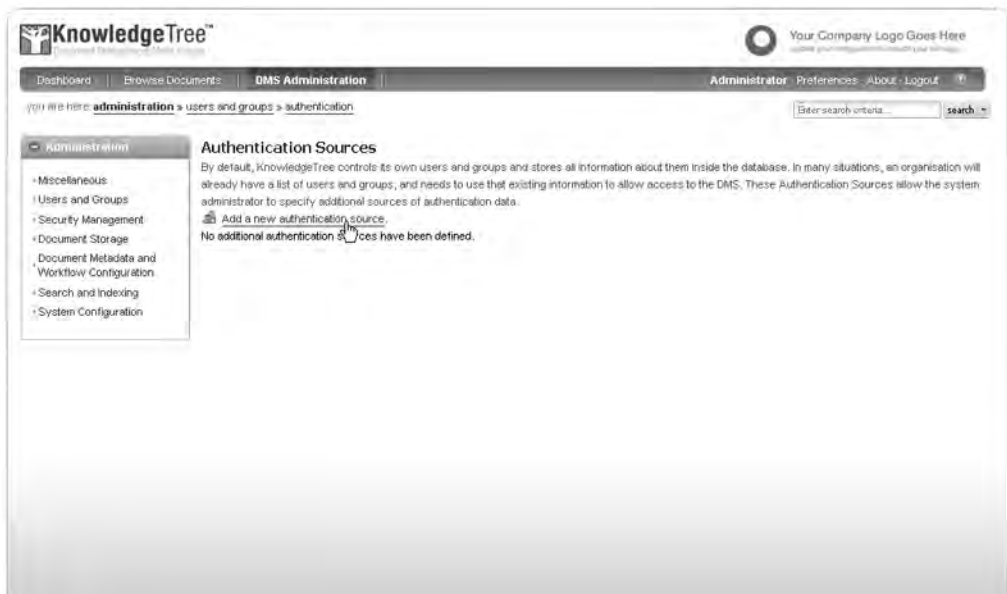 KnowledgeTree™
Your Company Logo Goes Here
Dashboard Browse Documents DMS Administration Administrator Preferences · About · Logout
you are here: administration » users and groups » authentication
Enter search criteria... search
Administration
Authentication Sources
By default, KnowledgeTree controls its own users and groups and stores all information about them inside the database. In many situations, an organisation will
already have a list of users and groups, and needs to use that existing information to allow access to the DMS. These Authentication Sources allow the system
administrator to specify additional sources of authentication data.
Add a new authentication source.
No additional authentication s ces have been defined.
Miscellaneous
Users and Groups
Security Management
Document Storage
Document Metadata and
Workflow Configuration
Search and Indexing
System Configuration